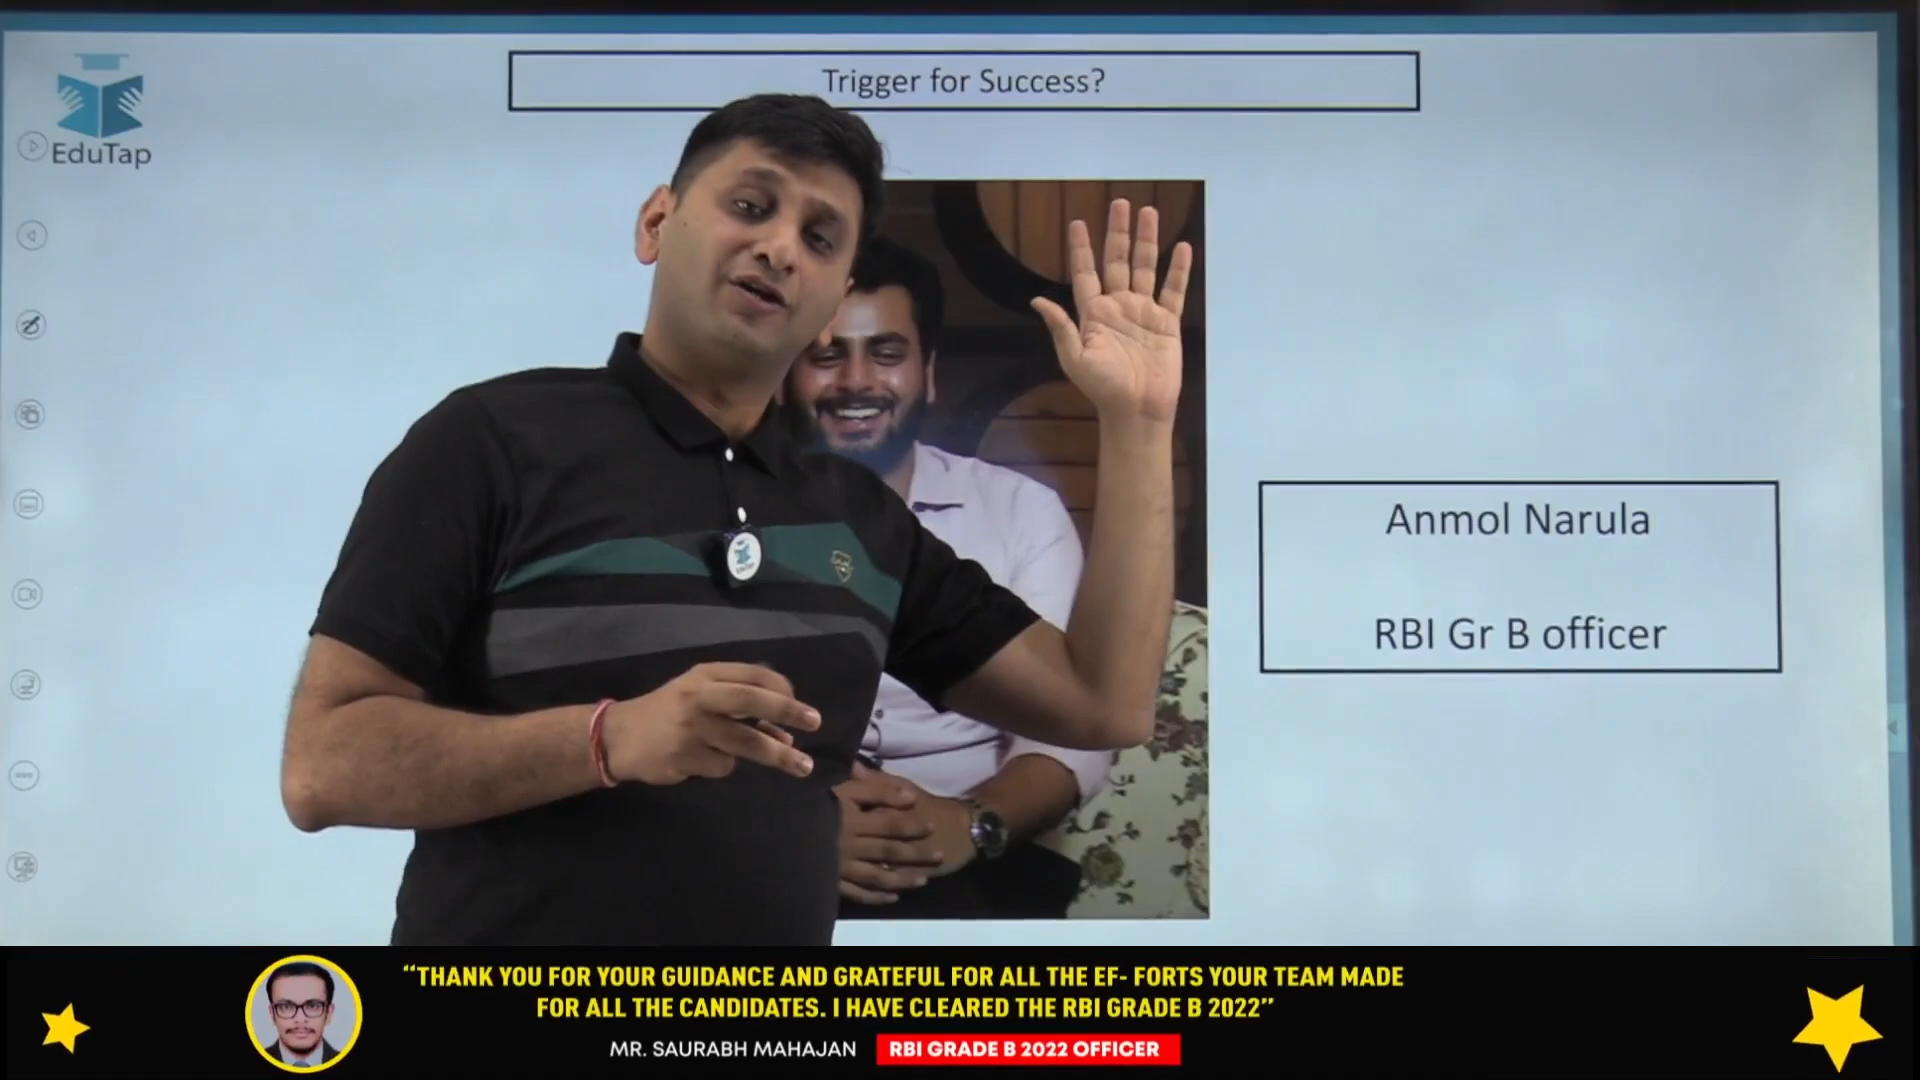 Trigger for Success?
EduTap
Anmol Narula
RBI Gr B officer
“THANK YOU FOR YOUR GUIDANCE AND GRATEFUL FOR ALL THE EF- FORTS YOUR TEAM MADE
FOR ALL THE CANDIDATES. I HAVE CLEARED THE RBI GRADE B 2022”
MR. SAURABH MAHAJAN RBI GRADE B 2022 OFFICER